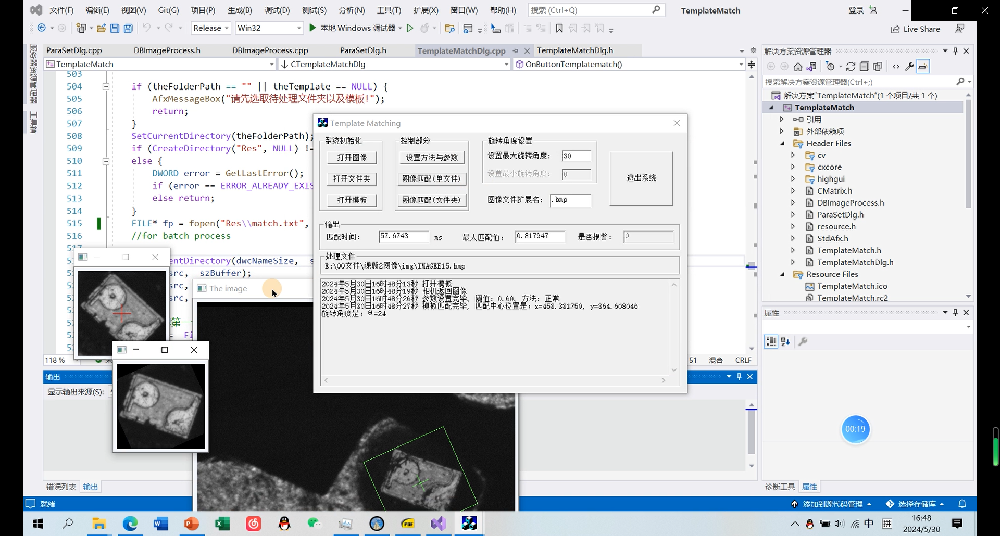 文件(F) 编辑(E) 视图(V) Git(G) 项目(P) 生成(B) 调试(D) 测试(S) 分析(N) 工具(T) 扩展(X) 窗口(W) 帮助(H) 搜索 (Ctrl+Q) TemplateMatch 登录
Release Win32 本地 Windows 调试器 Live Share
服务器资源管理器
工具箱
ParaSetDlg.cpp DBImageProcess.h DBImageProcess.cpp ParaSetDlg.h TemplateMatchDlg.cpp TemplateMatchDlg.h
TemplateMatch CTemplateMatchDlg OnButtonTemplatematch()
503
504 if (theFolderPath == "" || theTemplate == NULL) {
505 AfxMessageBox("请先选取待处理文件夹以及模板!");
506 return;
507 }
508 SetCurrentDirectory(theFolderPath);
509 if (CreateDirectory("Res", NULL) !=
510 else {
511 DWORD error = GetLastError();
512 if (error == ERROR_ALREADY_EXIS
513 else return;
514 }
515 FILE* fp = fopen("Res\\match.txt",
516 //for batch process
517
entDirectory(dwcNameSize, s
src, szBuffer);
src,
src,
第一
= Fi
118 %
51 混合 CRLF
Template Matching
系统初始化
打开图像
打开文件夹
打开模板
控制部分
设置方法与参数
图像匹配(单文件)
图像匹配(文件夹)
旋转角度设置
设置最大旋转角度: 30
设置最小旋转角度: 0
图像文件扩展名: .bmp
退出系统
输出
匹配时间: 57.6743 ms 最大匹配值: 0.817947 是否报警: 0
处理文件
E:\QQ文件\课题2图像\img\IMAGEB15.bmp
2024年5月30日16时48分13秒 打开模板
2024年5月30日16时48分19秒 相机返回图像
2024年5月30日16时48分26秒 参数设置完毕, 阈值: 0.60, 方法: 正常
2024年5月30日16时48分27秒 模板匹配完毕, 匹配中心位置是: x=453.331750, y=364.608046
旋转角度是: θ=24
The image
输出
显示输出来源(S):
错误列表 输出
解决方案资源管理器
搜索解决方案资源管理器(Ctrl+;)
解决方案"TemplateMatch"(1 个项目/共 1 个)
TemplateMatch
引用
外部依赖项
Header Files
cv
cxcore
highgui
CMatrix.h
DBImageProcess.h
ParaSetDlg.h
resource.h
StdAfx.h
TemplateMatch.h
TemplateMatchDlg.h
Resource Files
TemplateMatch.ico
TemplateMatch.rc2
属性
00:19
诊断工具 属性
就绪 添加到源代码管理 选择存储库
PDF
中 拼
16:48
2024/5/30